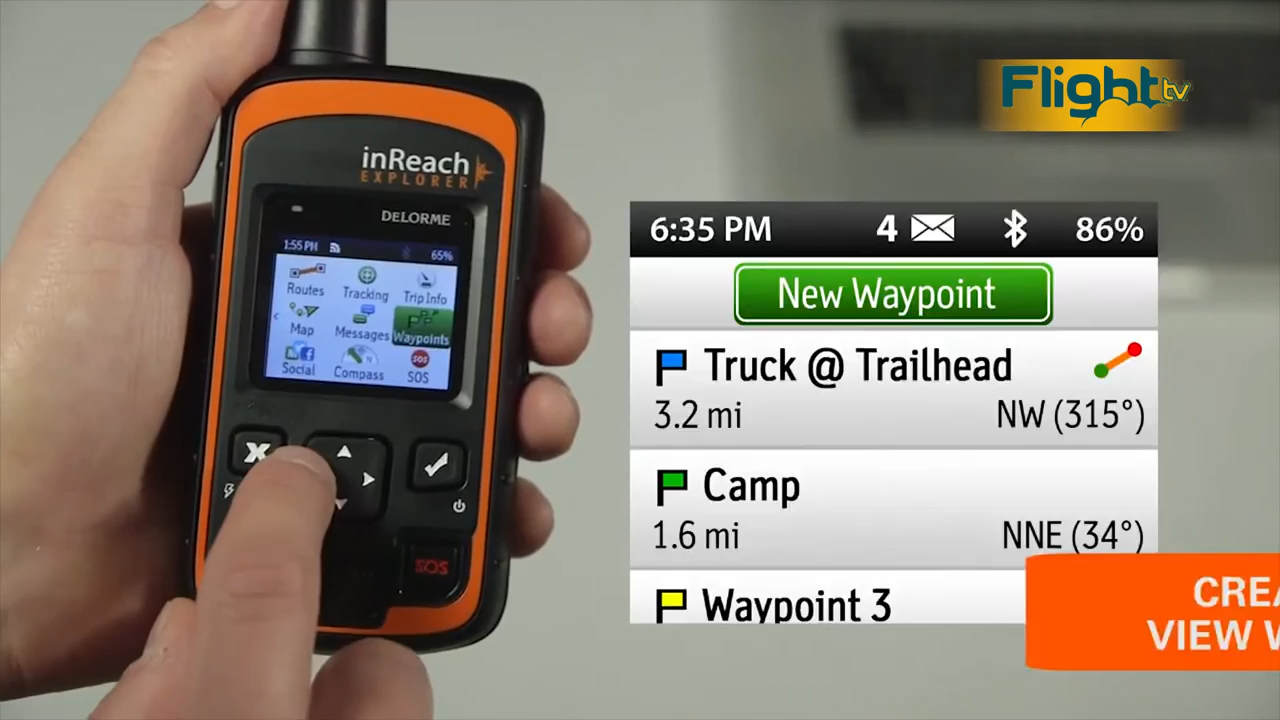 Flight tv
inReach
EXPLORER
DELORME
1:55 PM 65%
Routes Tracking Trip Info
Map Messages Waypoints
Social Compass SOS
SOS
6:35 PM 4 86%
New Waypoint
Truck @ Trailhead
3.2 mi NW (315°)
Camp
1.6 mi NNE (34°)
Waypoint 3
CREA
VIEW W